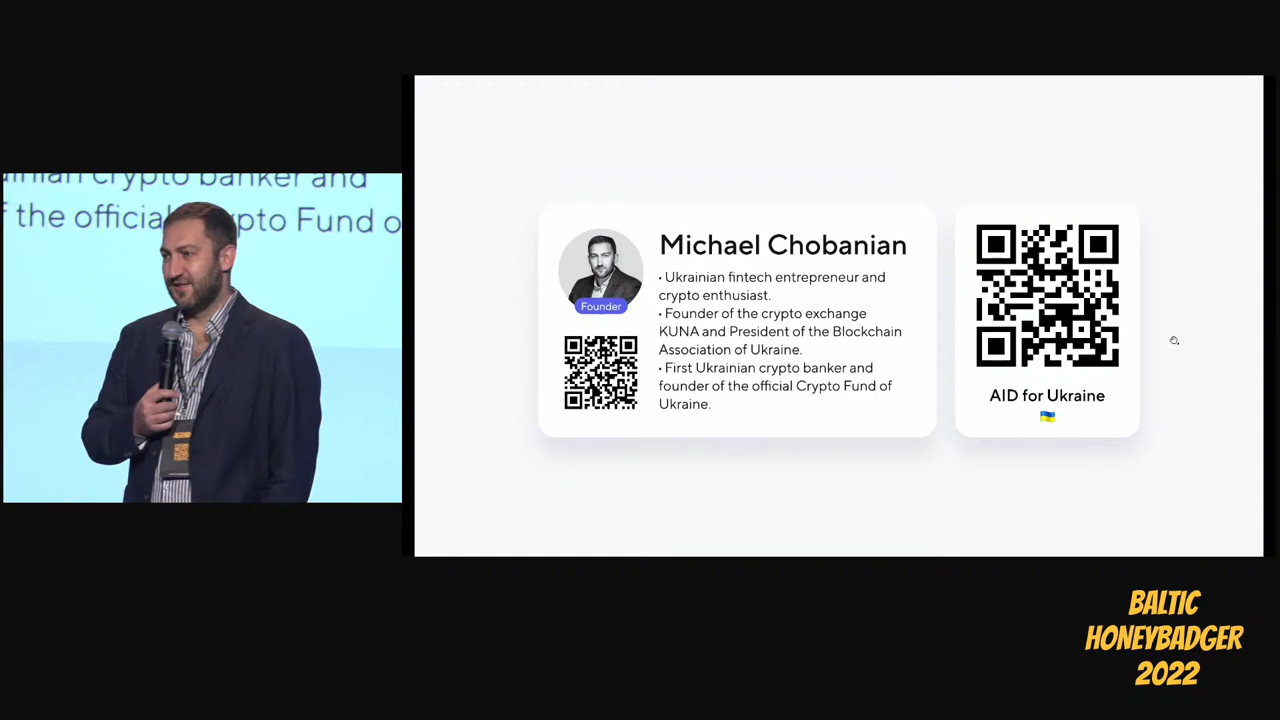 inian crypto banker and
f the official
pto Fund o
Michael Chobanian
• Ukrainian fintech entrepreneur and
crypto enthusiast.
• Founder of the crypto exchange
KUNA and President of the Blockchain
Association of Ukraine.
• First Ukrainian crypto banker and
founder of the official Crypto Fund of
Ukraine.
Founder
AID for Ukraine
BALTIC
HONEYBADGER
2022